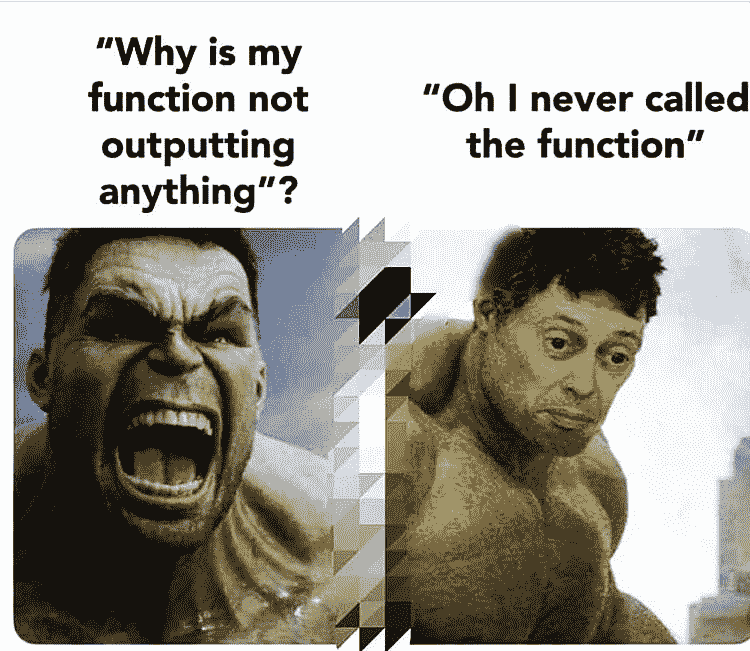 “Why is my
function not
outputting
anything”?
“Oh I never called
the function”